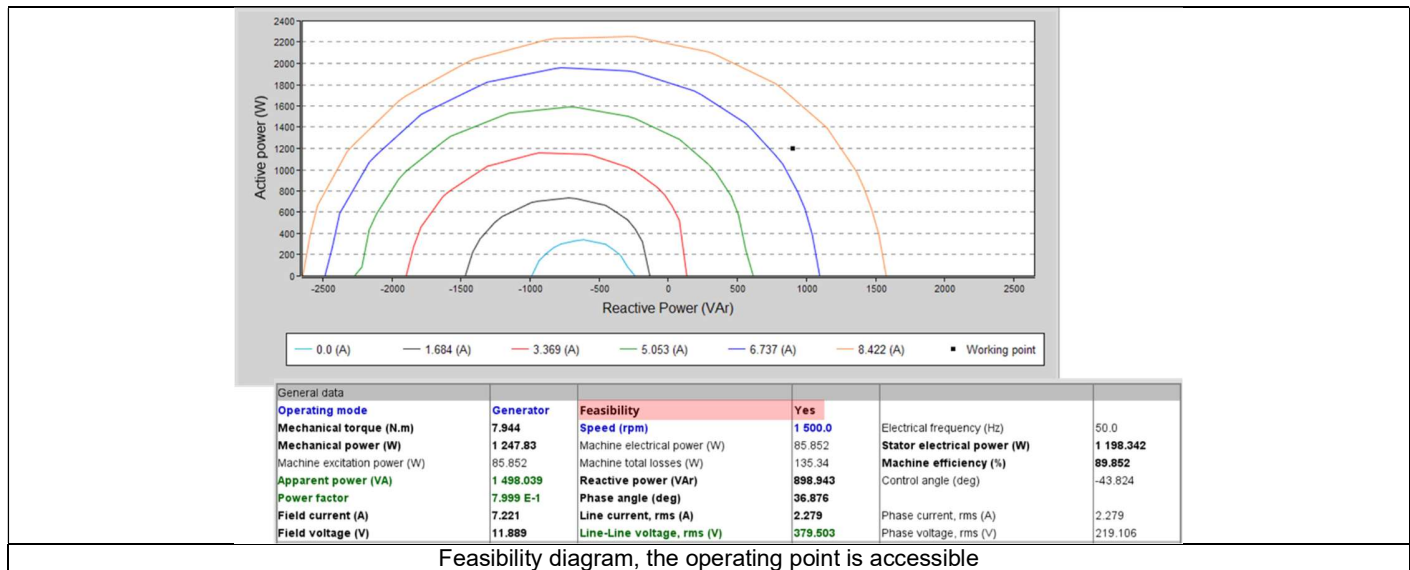 2400
2200
2000
1800
1600
1400
1200
1000
800
600
400
200
0
Active power (W)
-2500 -2000 -1500 -1000 -500 0 500 1000 1500 2000 2500
Reactive Power (VAr)
0.0 (A) 1.684 (A) 3.369 (A) 5.053 (A) 6.737 (A) 8.422 (A) Working point
General data
Operating mode Generator Feasibility Yes
Mechanical torque (N.m) 7.944 Speed (rpm) 1 500.0 Electrical frequency (Hz) 50.0
Mechanical power (W) 1 247.83 Machine electrical power (W) 85.852 Stator electrical power (W) 1 198.342
Machine excitation power (W) 85.852 Machine total losses (W) 135.34 Machine efficiency (%) 89.852
Apparent power (VA) 1 498.039 Reactive power (VAr) 898.943 Control angle (deg) -43.824
Power factor 7.999 E-1 Phase angle (deg) 36.876
Field current (A) 7.221 Line current, rms (A) 2.279 Phase current, rms (A) 2.279
Field voltage (V) 11.889 Line-Line voltage, rms (V) 379.503 Phase voltage, rms (V) 219.106
Feasibility diagram, the operating point is accessible